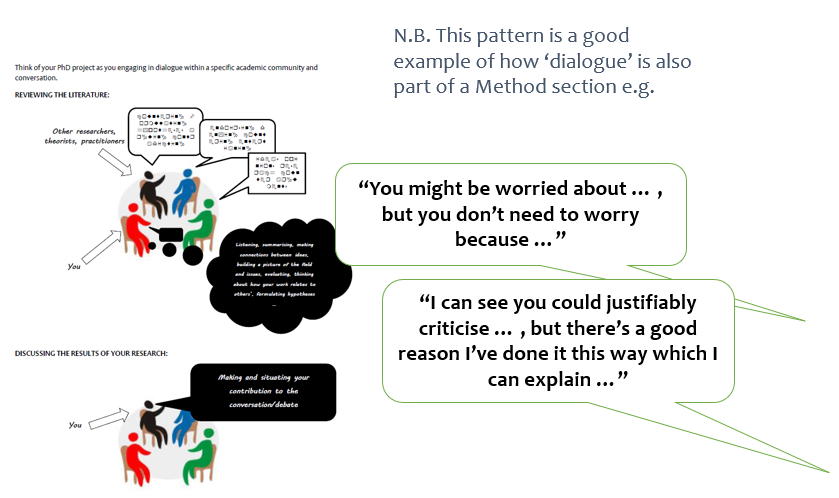 N.B. This pattern is a good
example of how ‘dialogue’ is also
part of a Method section e.g.
Think of your PhD project as you engaging in dialogue within a specific academic community and
conversation.
REVIEWING THE LITERATURE:
Other researchers,
theorists, practitioners
You
Listening, summarising, making
connections between ideas,
building a picture of the field
and issues, evaluating, thinking
about how your work relates to
others’, formulating hypotheses
...
“You might be worried about … ,
but you don’t need to worry
because …”
“I can see you could justifiably
criticise … , but there’s a good
reason I’ve done it this way which I
can explain …”
DISCUSSING THE RESULTS OF YOUR RESEARCH:
Making and situating your
contribution to the
conversation/debate
You